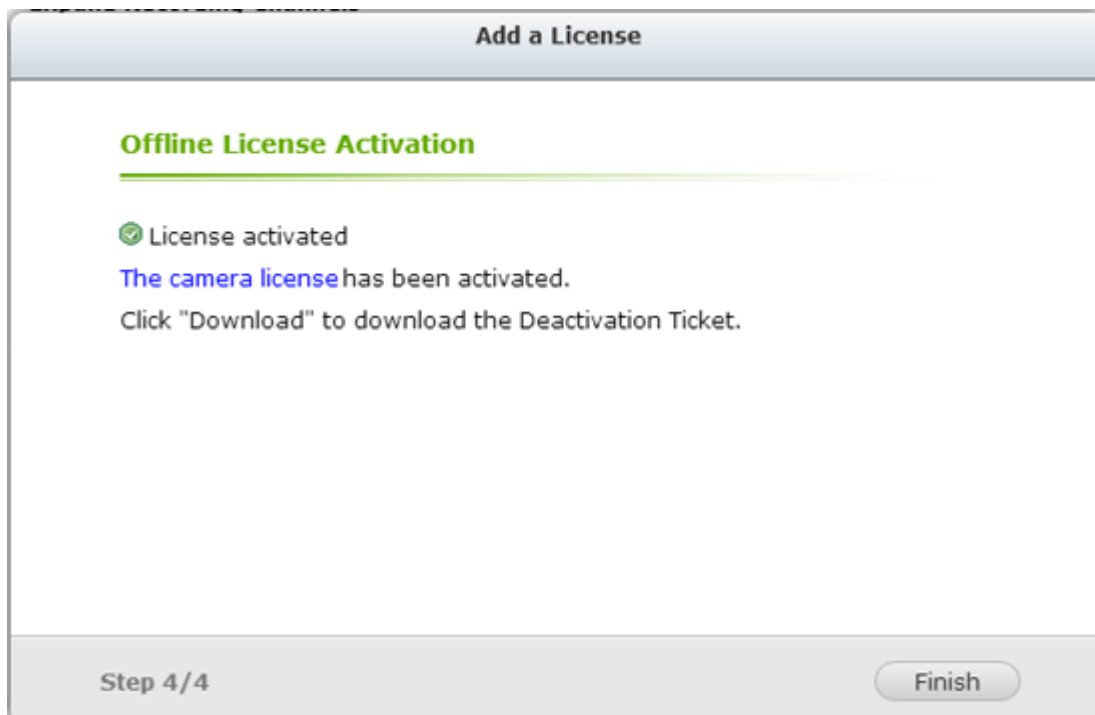 Add a License
Offline License Activation
License activated
The camera license has been activated.
Click "Download" to download the Deactivation Ticket.
Step 4/4
Finish